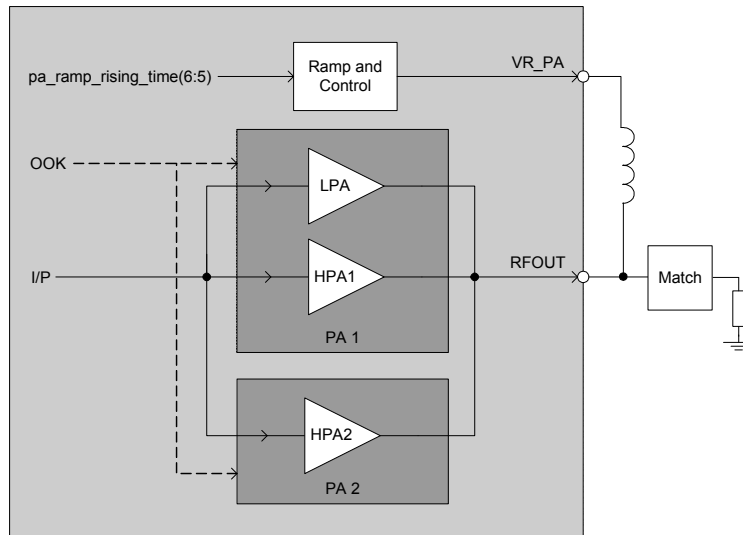 pa_ramp_rising_time(6:5)
Ramp and
Control
VR_PA
OOK
LPA
I/P
HPA1
RFOUT
Match
PA 1
HPA2
PA 2